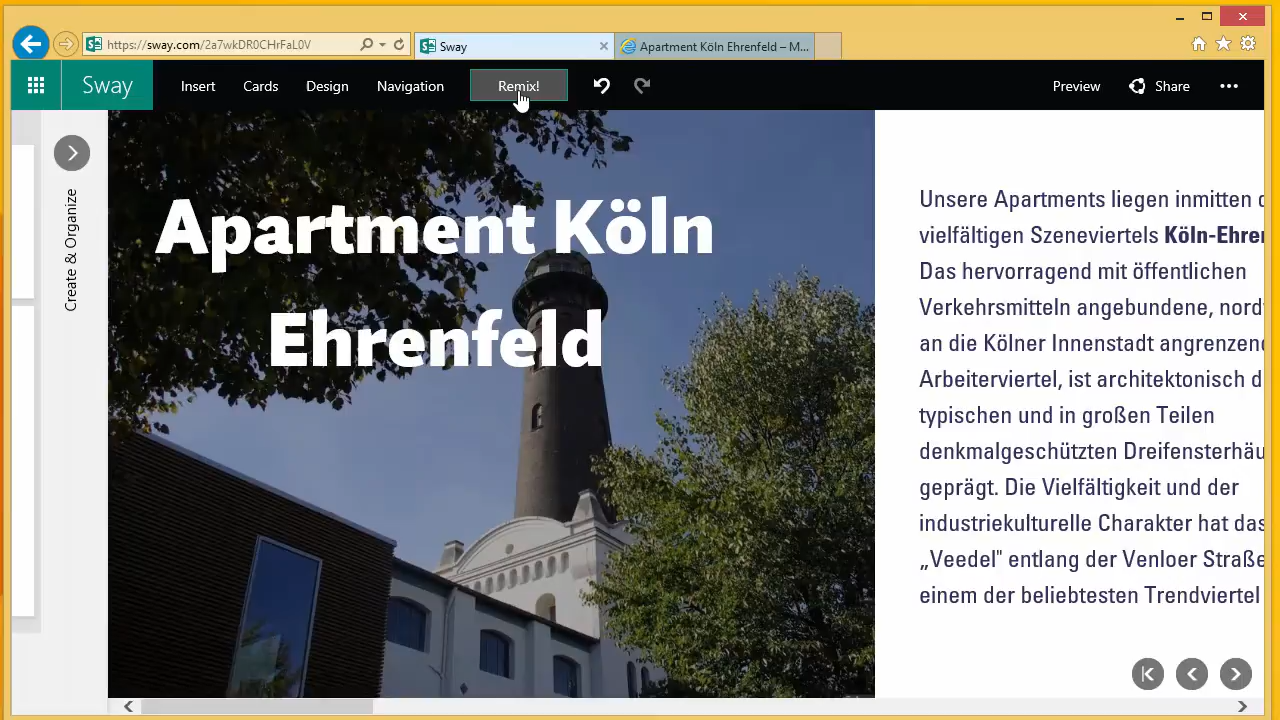 https://sway.com/2a7wkDR0CHrFaL0V
Sway
Apartment Köln Ehrenfeld – M...
Sway
Insert
Cards
Design
Navigation
Remix!
Preview
Share
Create & Organize
Apartment Köln
Ehrenfeld
Unsere Apartments liegen inmitten
vielfältigen Szeneviertels Köln-Ehren
Das hervorragend mit öffentlichen
Verkehrsmitteln angebundene, nord
an die Kölner Innenstadt angrenzend
Arbeiterviertel, ist architektonisch d
typischen und in großen Teilen
denkmalgeschützten Dreifensterhäu
geprägt. Die Vielfältigkeit und der
industriekulturelle Charakter hat das
„Veedel" entlang der Venloer Straße
einem der beliebtesten Trendviertel